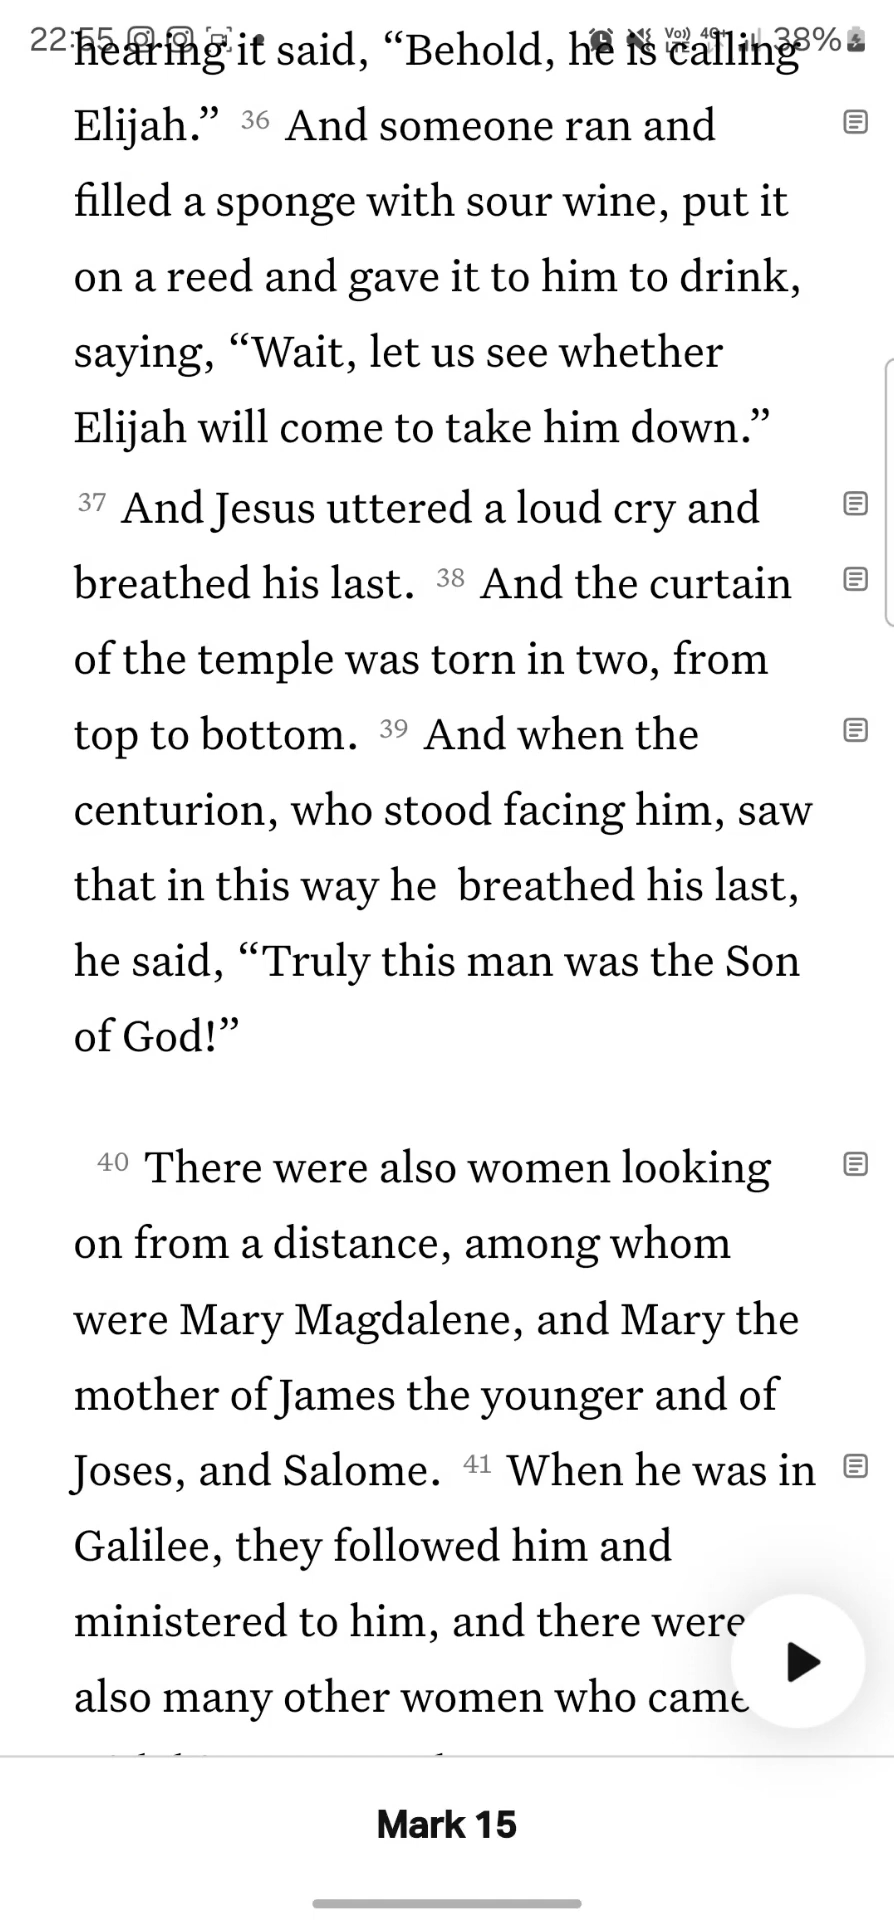 22:55
38%
hearing it said, “Behold, he is calling
Elijah.” 36 And someone ran and
filled a sponge with sour wine, put it
on a reed and gave it to him to drink,
saying, “Wait, let us see whether
Elijah will come to take him down.”
37 And Jesus uttered a loud cry and
breathed his last. 38 And the curtain
of the temple was torn in two, from
top to bottom. 39 And when the
centurion, who stood facing him, saw
that in this way he breathed his last,
he said, “Truly this man was the Son
of God!”
40 There were also women looking
on from a distance, among whom
were Mary Magdalene, and Mary the
mother of James the younger and of
Joses, and Salome. 41 When he was in
Galilee, they followed him and
ministered to him, and there were
also many other women who came
Mark 15